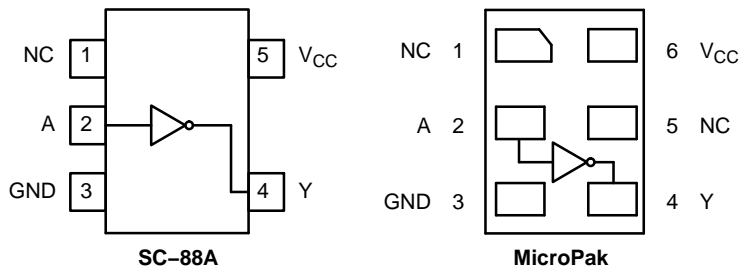 NC 1 5 VCC
A 2
GND 3 4 Y
SC–88A
NC 1 6 VCC
A 2 5 NC
GND 3 4 Y
MicroPak